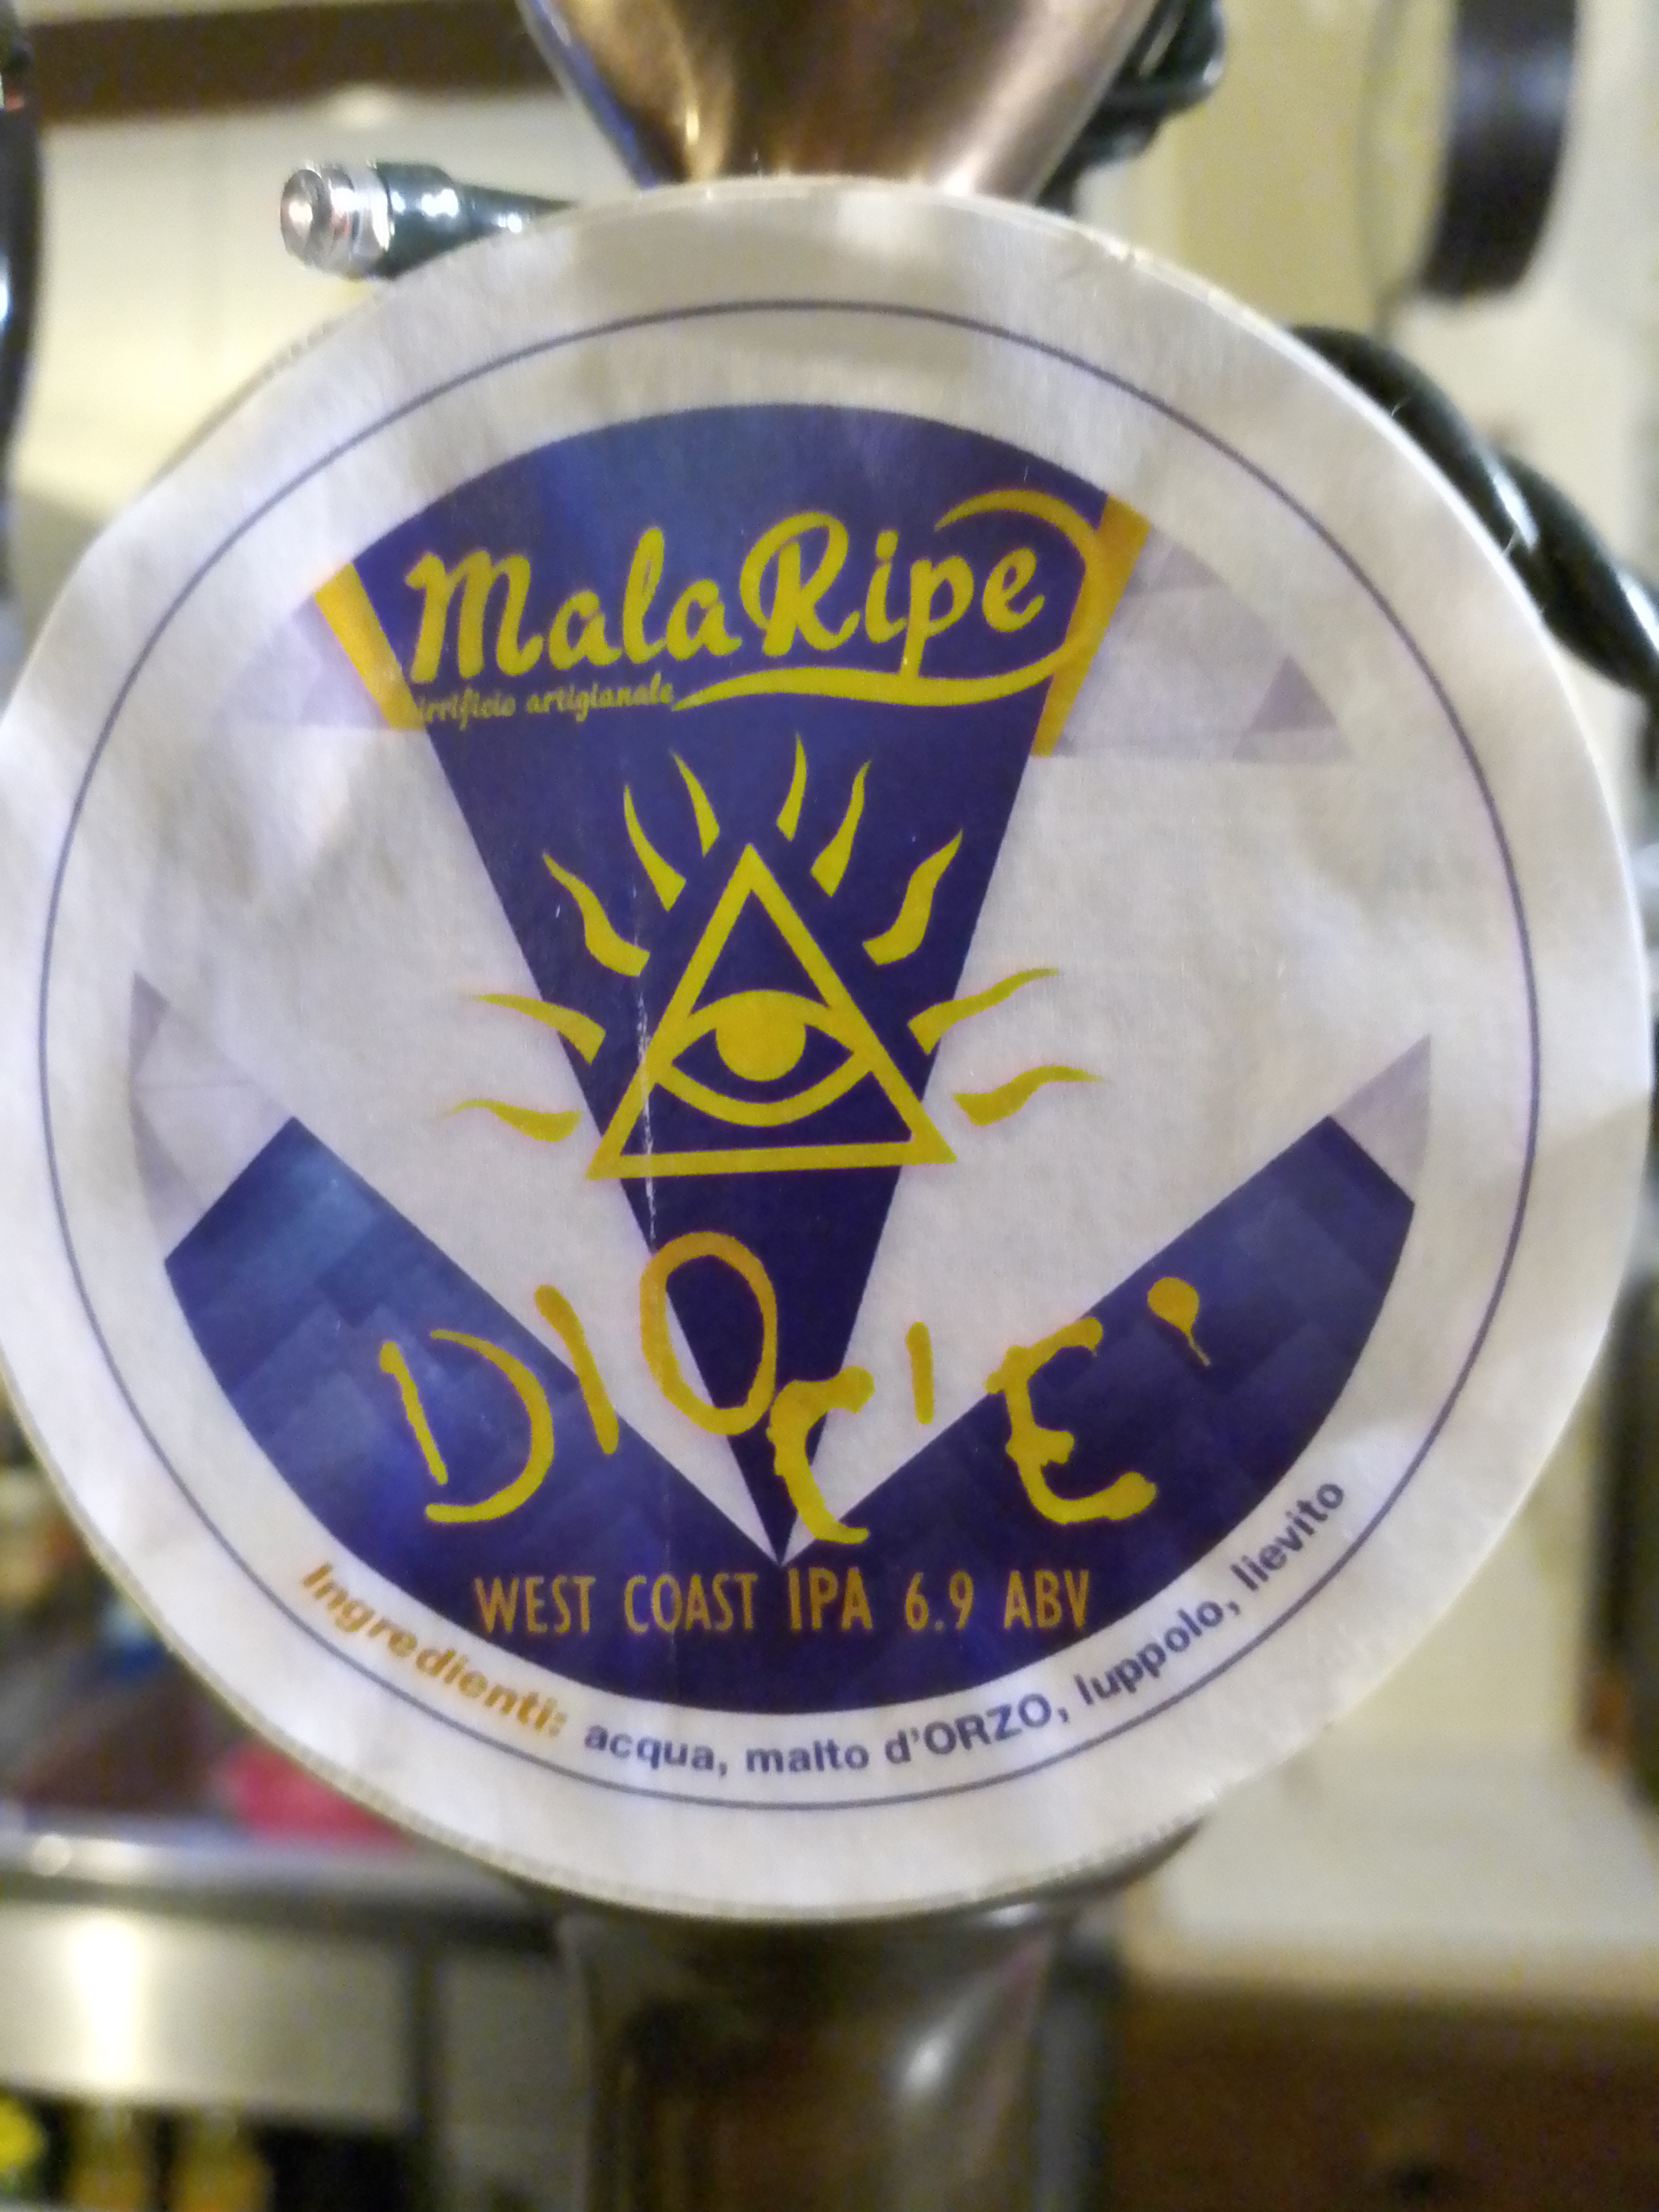 MalaRipe
birrificio artigianale
DIO C'E'
WEST COAST IPA 6.9 ABV
Ingredienti: acqua, malto d'ORZO, luppolo, lievito